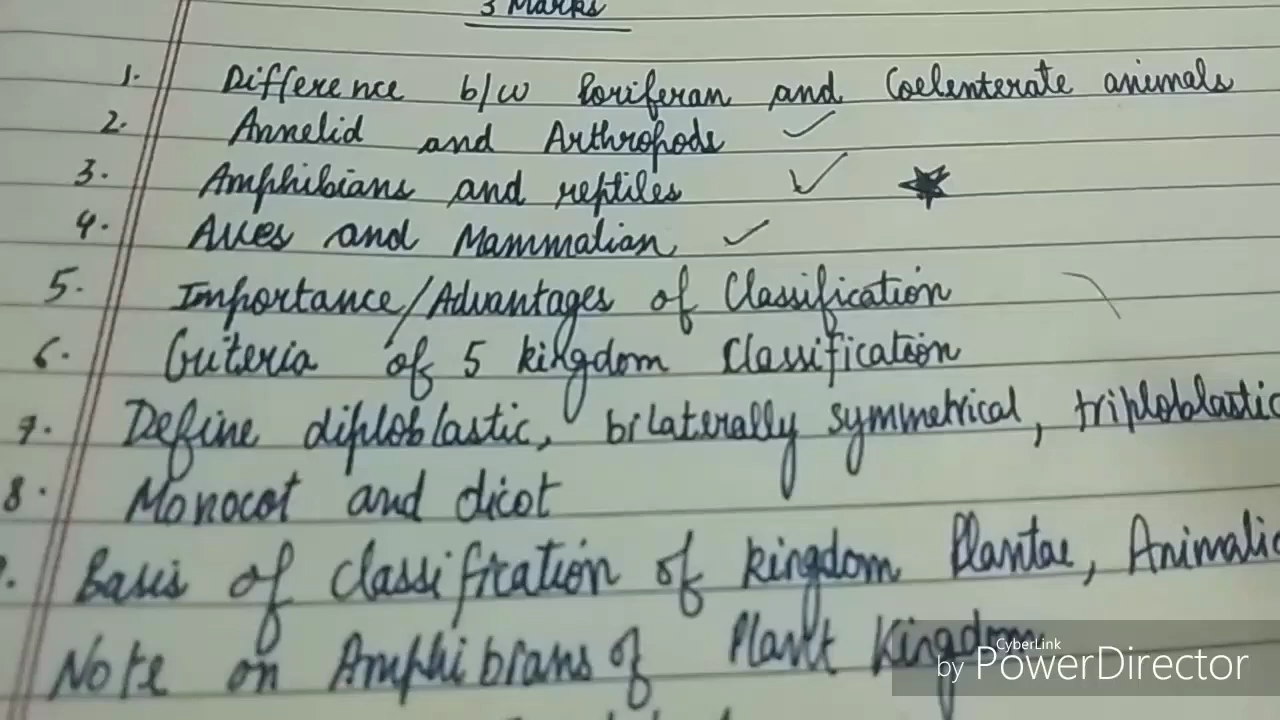 3 Marks
1. Difference b/w Poriferan and Coelenterate animals
2. Annelid and Arthropods
3. Amphibians and reptiles
4. Aves and Mammalian
5. Importance/Advantages of Classification
6. Criteria of 5 kingdom Classification
7. Define diploblastic, bilaterally symmetrical, triploblastic
8. Monocot and dicot
Basis of classification of kingdom Plantae, Animalia
Note on Amphibians of Plant Kingdom
CyberLink
by PowerDirector